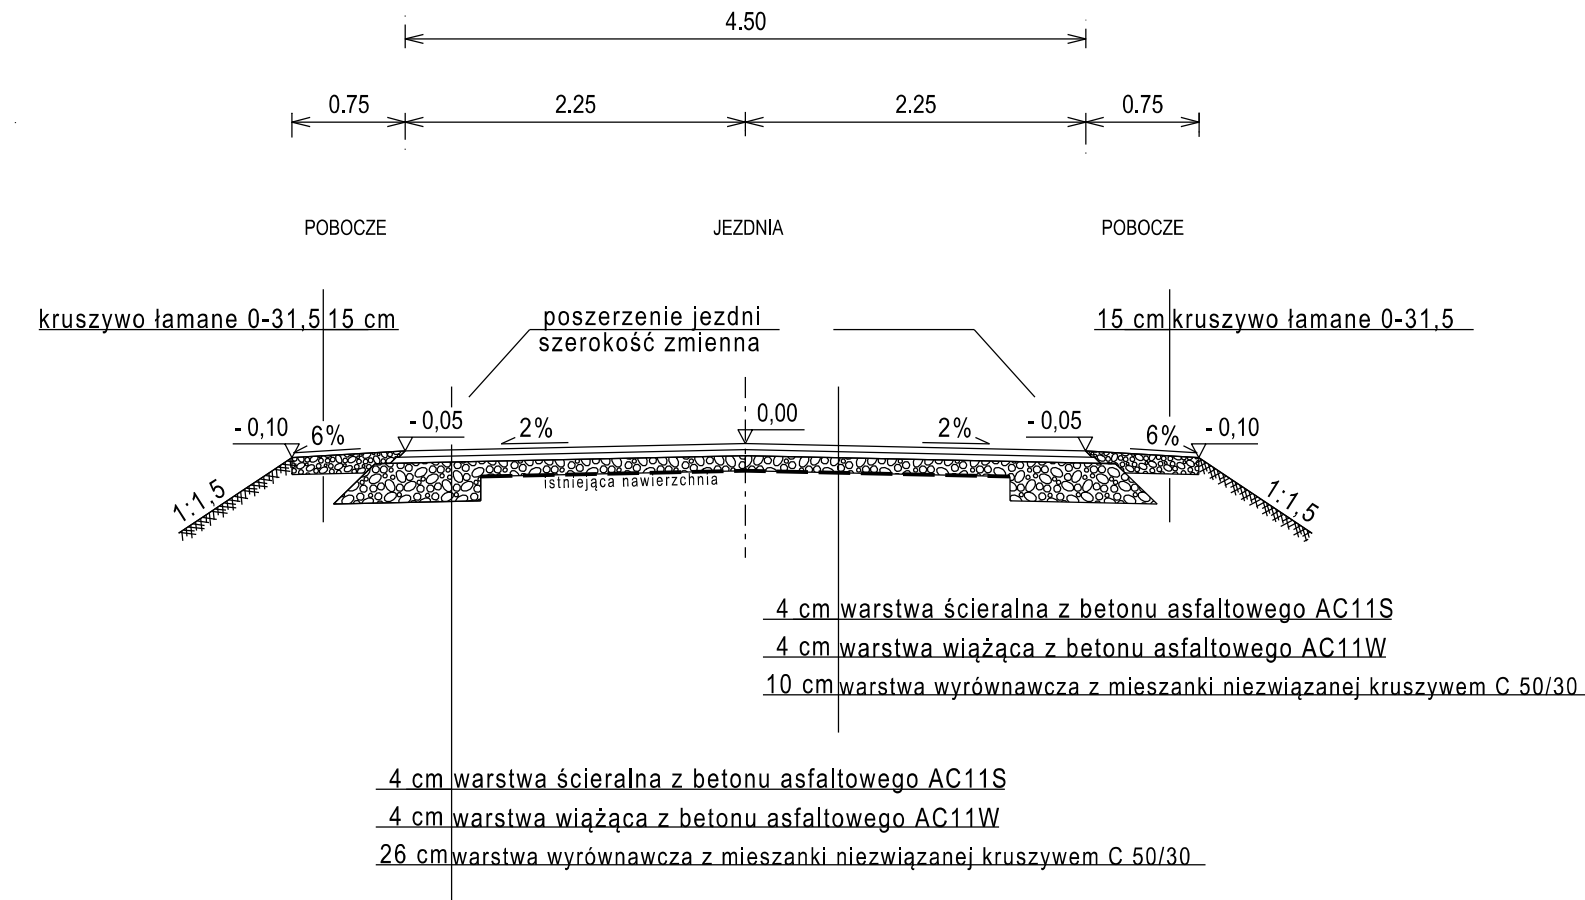 4.50
0.75 2.25 2.25 0.75
POBOCZE JEZDNIA POBOCZE
kruszywo łamane 0-31,5 15 cm
poszerzenie jezdni
szerokość zmienna
15 cm kruszywo łamane 0-31,5
- 0,10 6% - 0,05 2% 0,00 2% - 0,05 6% - 0,10
istniejąca nawierzchnia
1:1,5 1:1,5
4 cm warstwa ścieralna z betonu asfaltowego AC11S
4 cm warstwa wiążąca z betonu asfaltowego AC11W
10 cm warstwa wyrównawcza z mieszanki niezwiązanej kruszywem C 50/30
4 cm warstwa ścieralna z betonu asfaltowego AC11S
4 cm warstwa wiążąca z betonu asfaltowego AC11W
26 cm warstwa wyrównawcza z mieszanki niezwiązanej kruszywem C 50/30